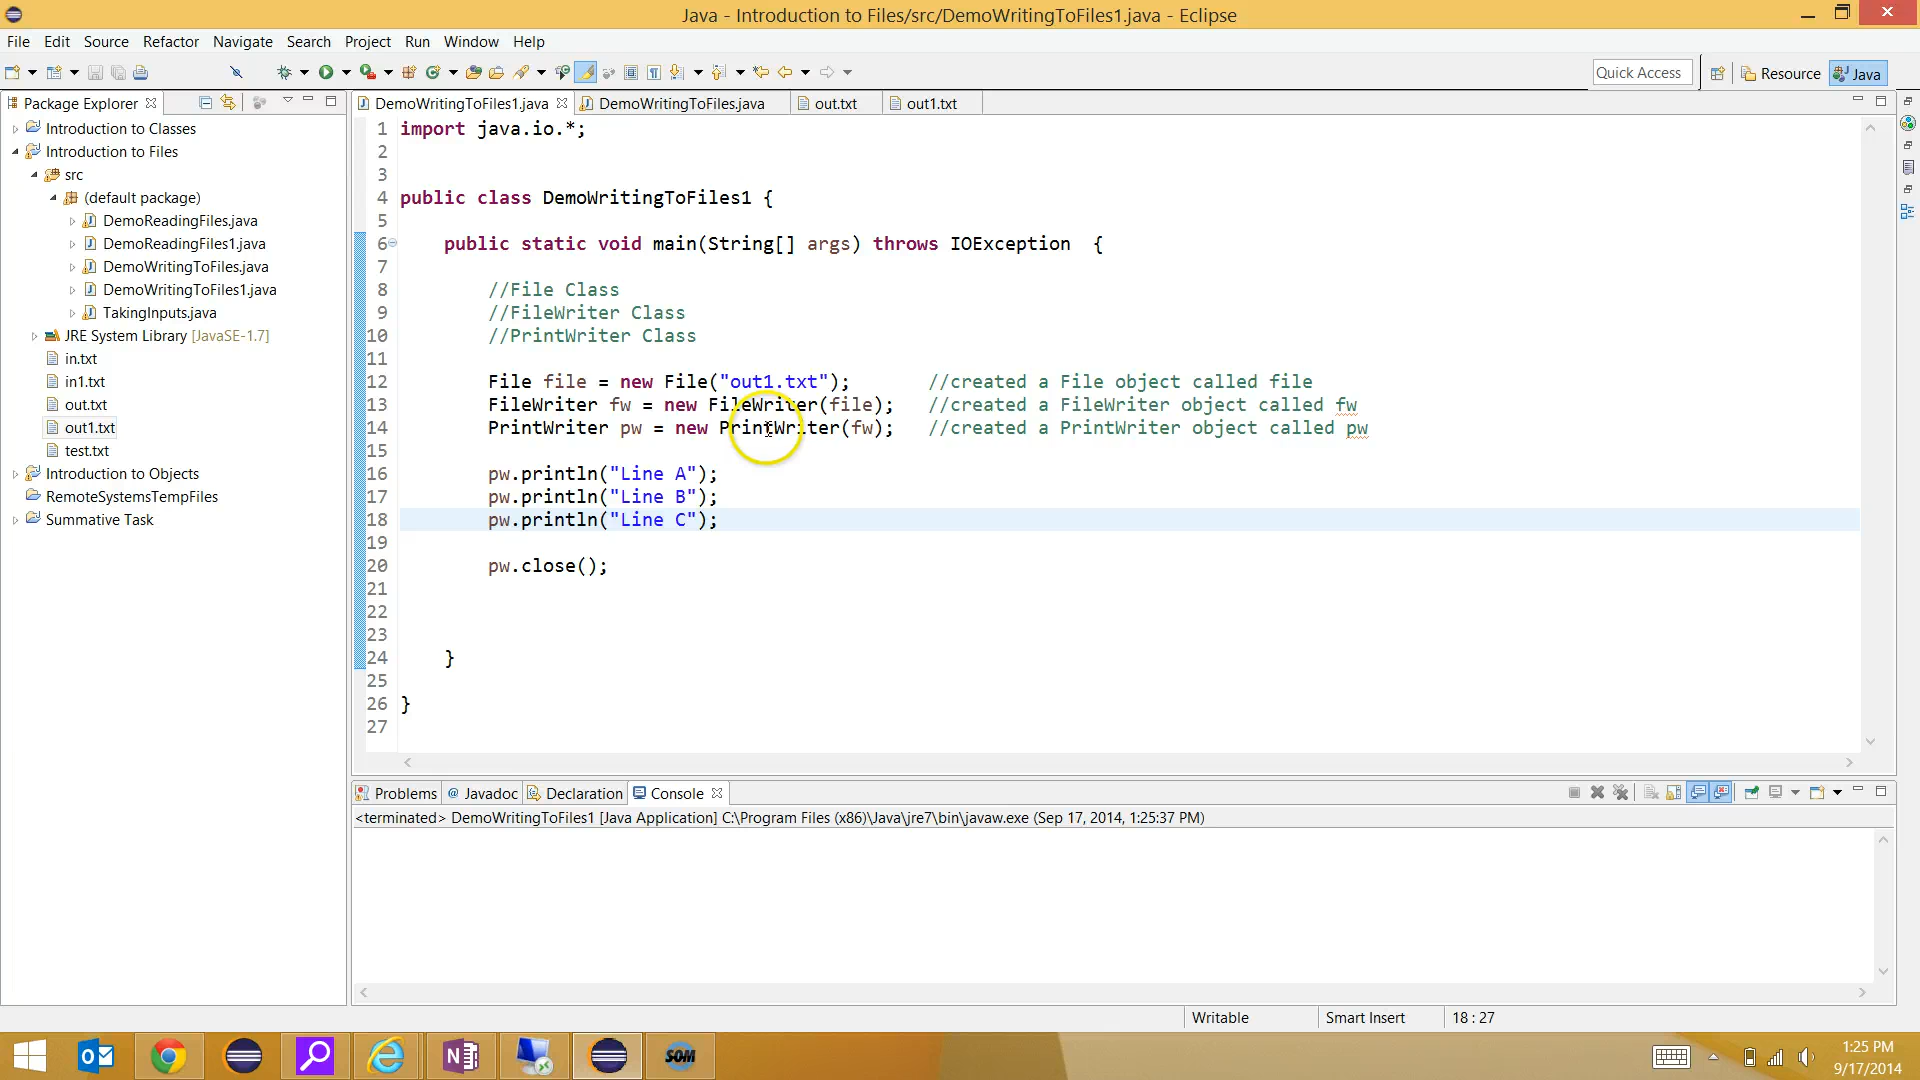 Java - Introduction to Files/src/DemoWritingToFiles1.java - Eclipse
File Edit Source Refactor Navigate Search Project Run Window Help
Quick Access
Resource
Java
Package Explorer
Introduction to Classes
Introduction to Files
src
(default package)
DemoReadingFiles.java
DemoReadingFiles1.java
DemoWritingToFiles.java
DemoWritingToFiles1.java
TakingInputs.java
JRE System Library [JavaSE-1.7]
in.txt
in1.txt
out.txt
out1.txt
test.txt
Introduction to Objects
RemoteSystemsTempFiles
Summative Task
DemoWritingToFiles1.java DemoWritingToFiles.java out.txt out1.txt
1 import java.io.*;
2
3
4 public class DemoWritingToFiles1 {
5
6 public static void main(String[] args) throws IOException {
7
8 //File Class
9 //FileWriter Class
10 //PrintWriter Class
11
12 File file = new File("out1.txt"); //created a File object called file
13 FileWriter fw = new FileWriter(file); //created a FileWriter object called fw
14 PrintWriter pw = new PrintWriter(fw); //created a PrintWriter object called pw
15
16 pw.println("Line A");
17 pw.println("Line B");
18 pw.println("Line C");
19
20 pw.close();
21
22
23
24 }
25
26 }
27
Problems @ Javadoc Declaration Console
<terminated> DemoWritingToFiles1 [Java Application] C:\Program Files (x86)\Java\jre7\bin\javaw.exe (Sep 17, 2014, 1:25:37 PM)
Writable Smart Insert 18 : 27
SOM
1:25 PM
9/17/2014